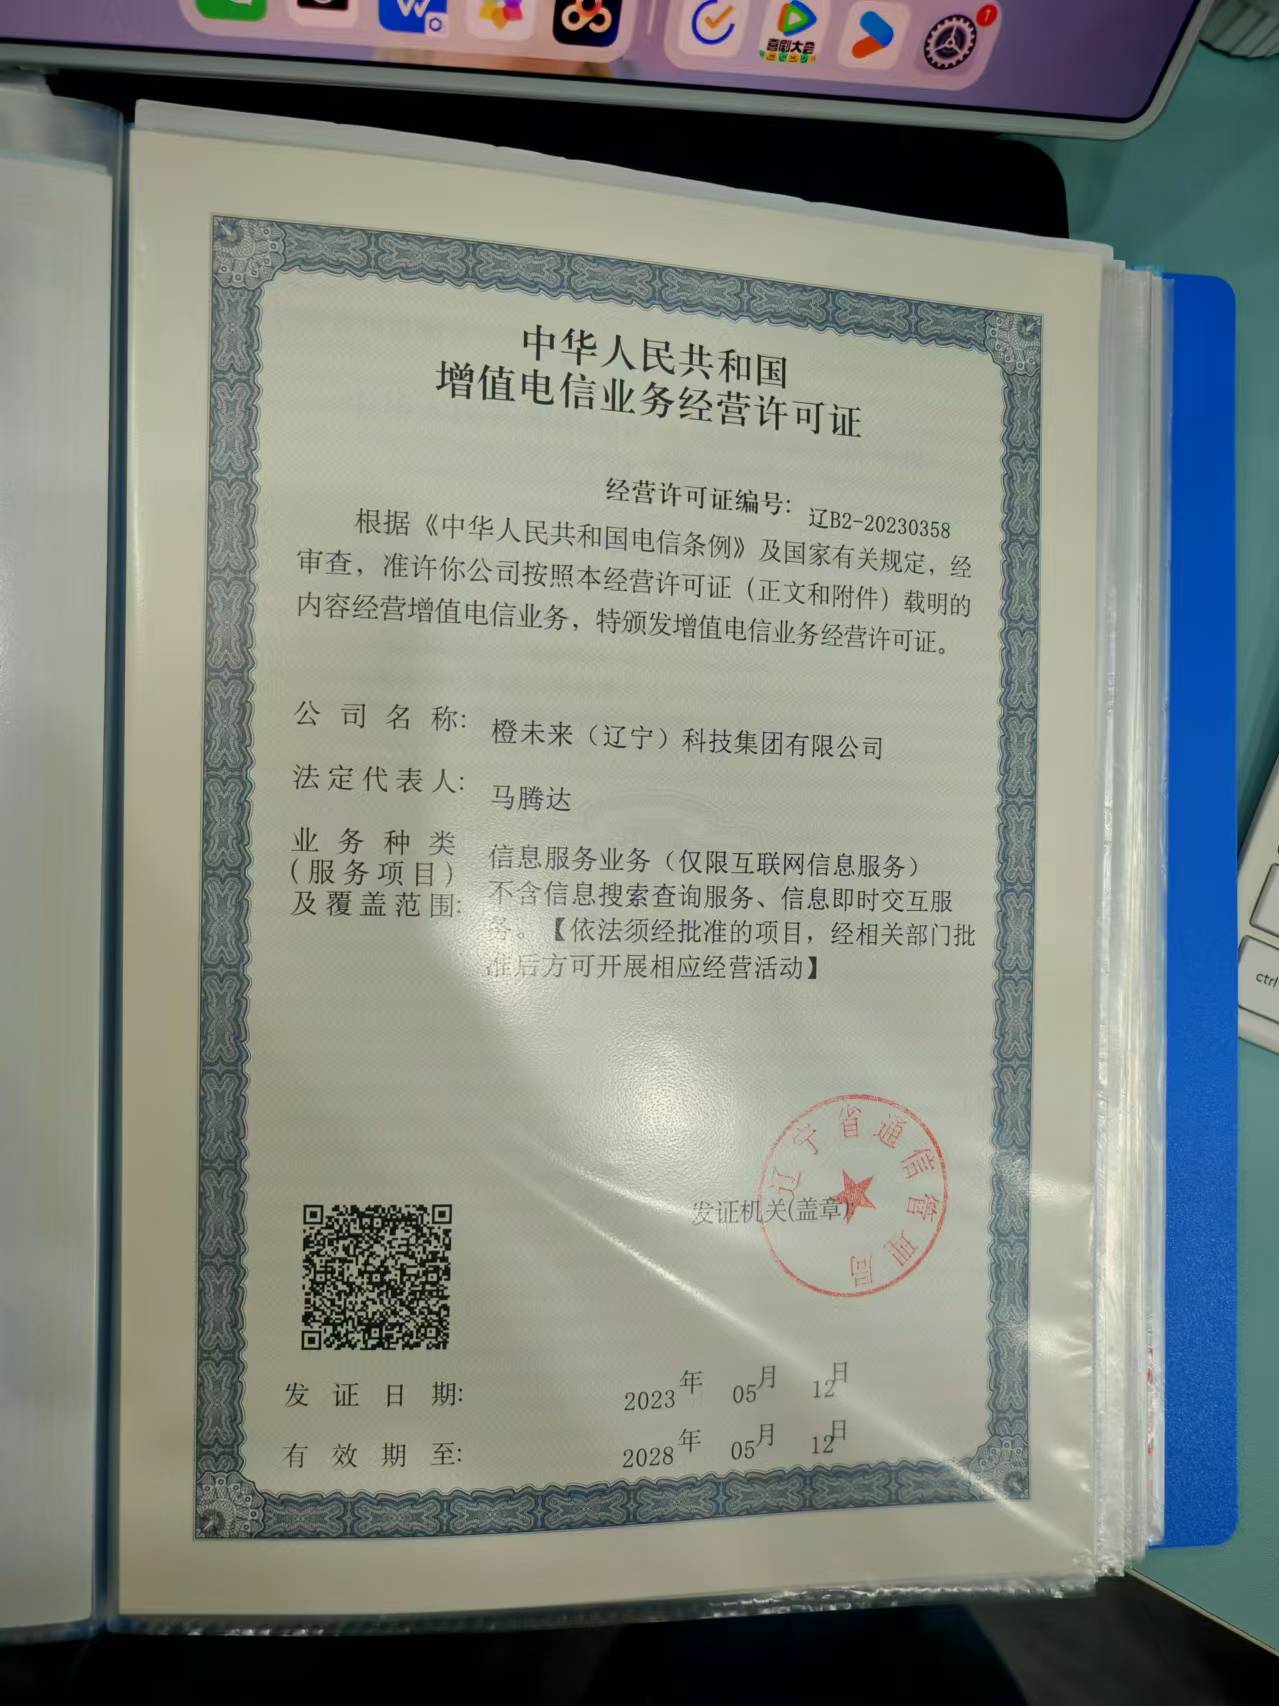 喜剧大会
1
中华人民共和国
增值电信业务经营许可证
经营许可证编号：辽B2-20230358
根据《中华人民共和国电信条例》及国家有关规定，经
审查，准许你公司按照本经营许可证（正文和附件）载明的
内容经营增值电信业务，特颁发增值电信业务经营许可证。
公司名称：橙未来（辽宁）科技集团有限公司
法定代表人：马腾达
业务种类
（服务项目）
及覆盖范围：
信息服务业务（仅限互联网信息服务）
不含信息搜索查询服务、信息即时交互服
务。【依法须经批准的项目，经相关部门批
准后方可开展相应经营活动】
发证机关(盖章):
辽宁省通信管理局
发证日期：2023年05月12日
有效期至：2028年05月12日
ctrl